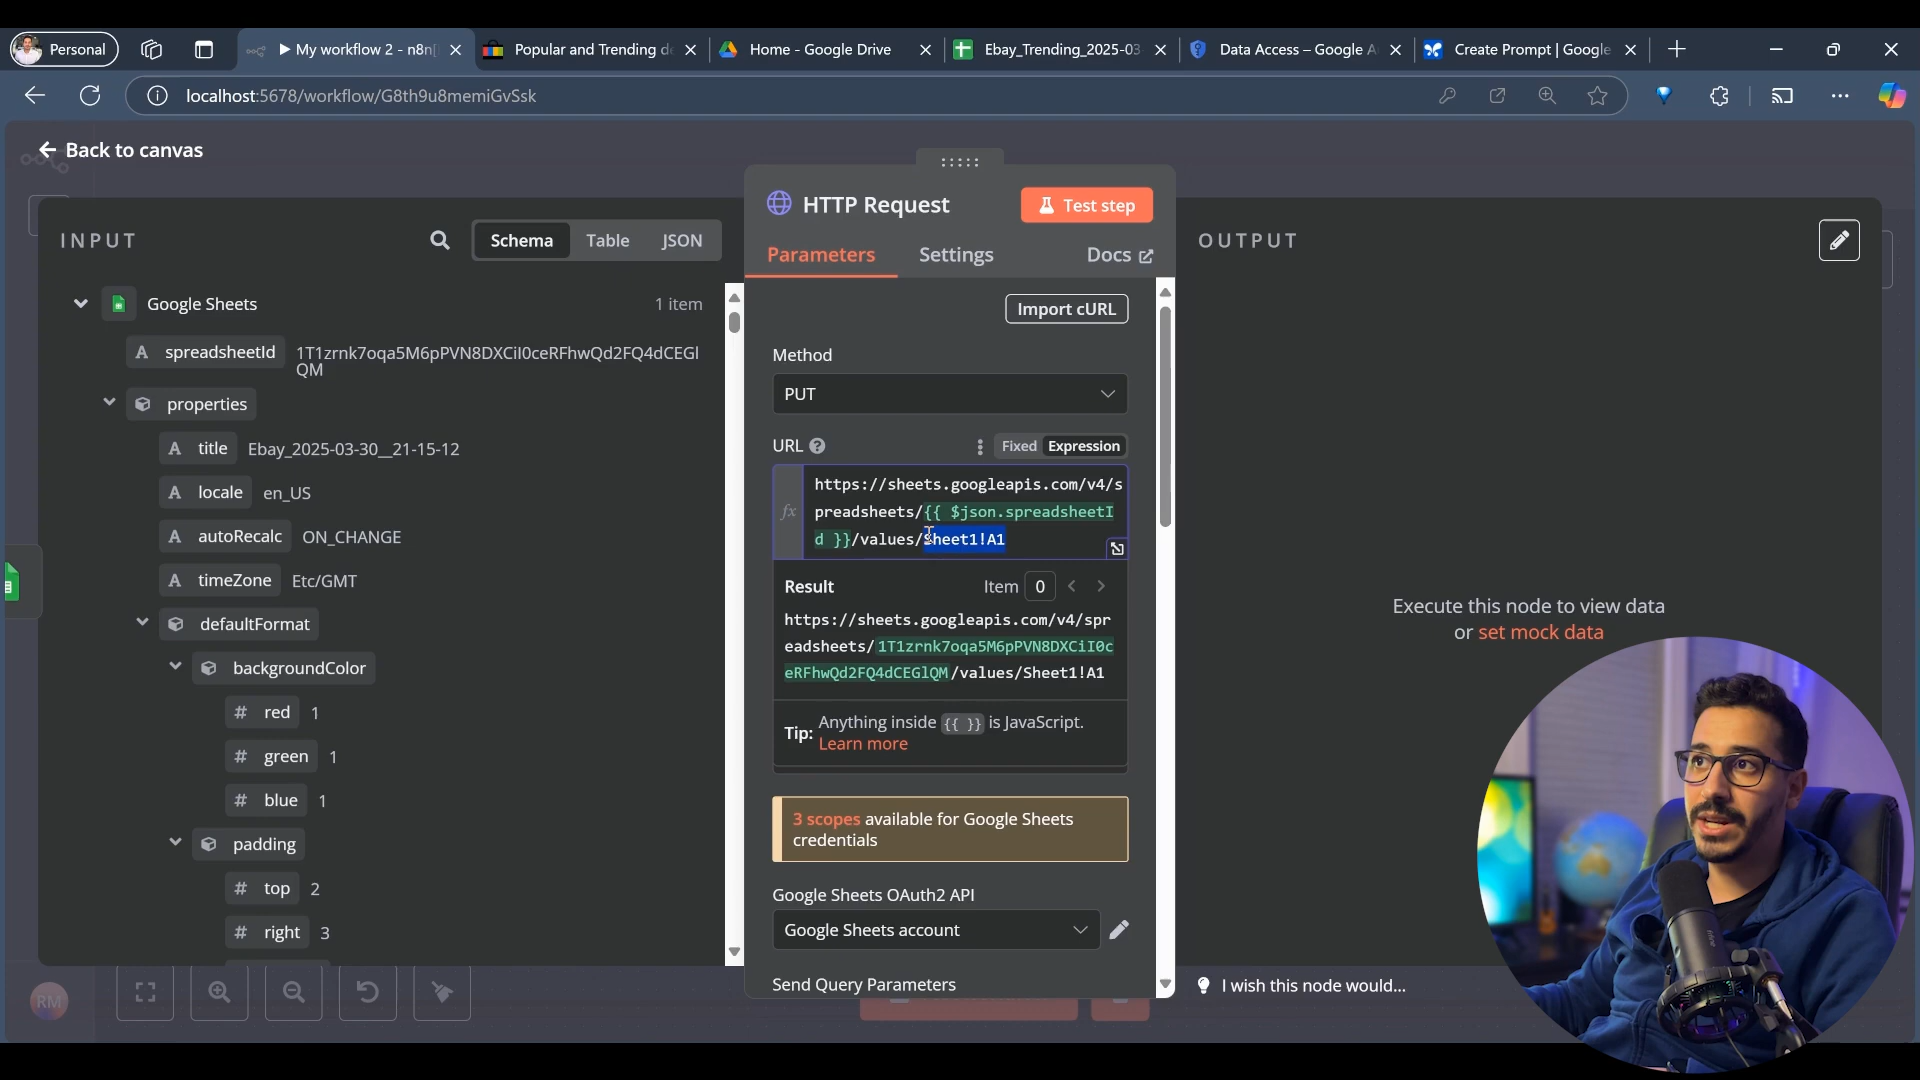 Personal
My workflow 2 - n8n[
Popular and Trending de
Home - Google Drive
Ebay_Trending_2025-03
Data Access – Google A
Create Prompt | Google
localhost:5678/workflow/G8th9u8memiGvSsk
Back to canvas
INPUT
Schema
Table
JSON
Google Sheets
1 item
A spreadsheetId 1T1zrnk7oqa5M6pPVN8DXCiI0ceRFhwQd2FQ4dCEGl
QM
properties
A title Ebay_2025-03-30__21-15-12
A locale en_US
A autoRecalc ON_CHANGE
A timeZone Etc/GMT
defaultFormat
backgroundColor
# red 1
# green 1
# blue 1
padding
# top 2
# right 3
RM
HTTP Request
Test step
Parameters
Settings
Docs
Import cURL
Method
PUT
URL
Fixed
Expression
fx
https://sheets.googleapis.com/v4/s
preadsheets/{{ $json.spreadsheetI
d }}/values/Sheet1!A1
Result
Item 0
https://sheets.googleapis.com/v4/spr
eadsheets/1T1zrnk7oqa5M6pPVN8DXCiI0c
eRFhwQd2FQ4dCEGlQM/values/Sheet1!A1
Tip: Anything inside {{ }} is JavaScript.
Learn more
3 scopes available for Google Sheets
credentials
Google Sheets OAuth2 API
Google Sheets account
Send Query Parameters
OUTPUT
Execute this node to view data
or set mock data
I wish this node would...